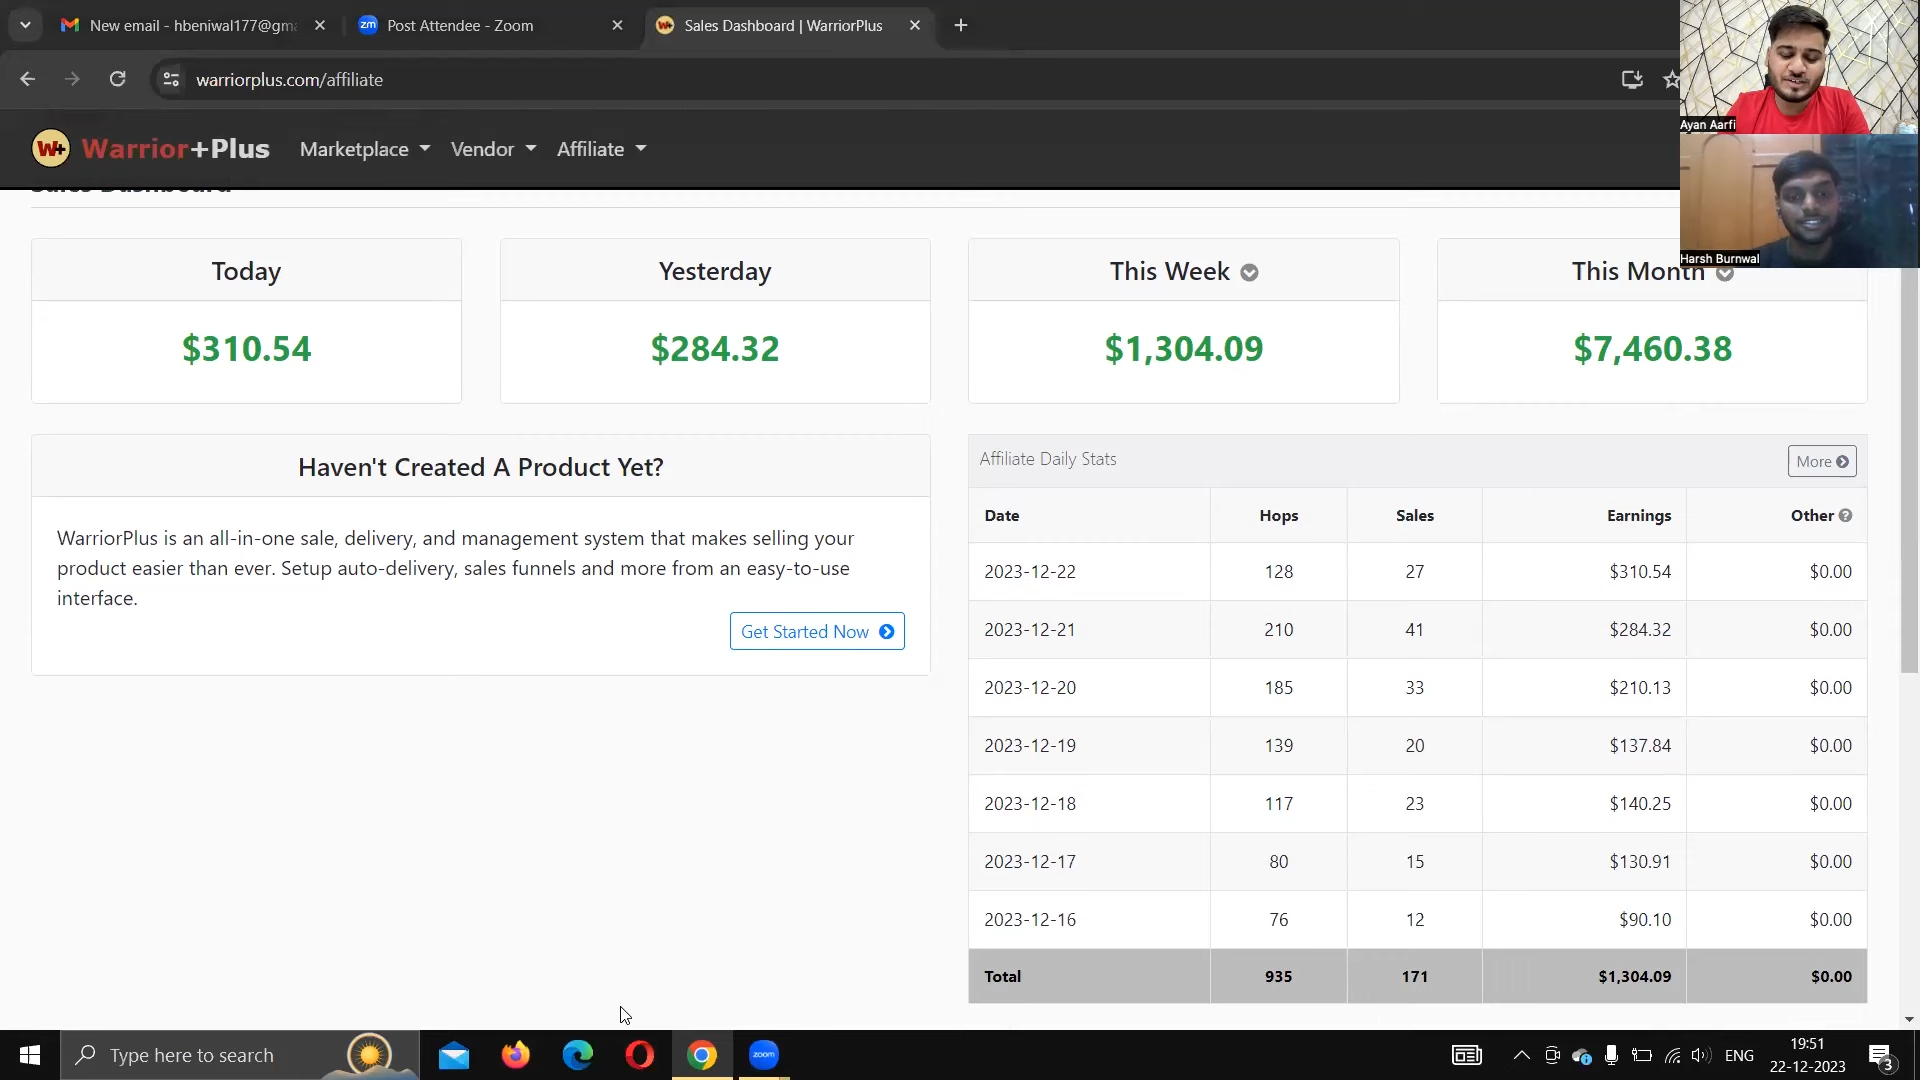 New email - hbeniwal177@gm
zm Post Attendee - Zoom
W+ Sales Dashboard | WarriorPlus
warriorplus.com/affiliate
W+ Warrior+Plus Marketplace Vendor Affiliate
Ayan Aarfi
Harsh Burnwal
Sales Dashboard
Today
$310.54
Yesterday
$284.32
This Week
$1,304.09
This Month
$7,460.38
Haven't Created A Product Yet?
WarriorPlus is an all-in-one sale, delivery, and management system that makes selling your
product easier than ever. Setup auto-delivery, sales funnels and more from an easy-to-use
interface.
Get Started Now
Affiliate Daily Stats More
Date Hops Sales Earnings Other ?
2023-12-22 128 27 $310.54 $0.00
2023-12-21 210 41 $284.32 $0.00
2023-12-20 185 33 $210.13 $0.00
2023-12-19 139 20 $137.84 $0.00
2023-12-18 117 23 $140.25 $0.00
2023-12-17 80 15 $130.91 $0.00
2023-12-16 76 12 $90.10 $0.00
Total 935 171 $1,304.09 $0.00
Type here to search
zoom
ENG
19:51
22-12-2023
3